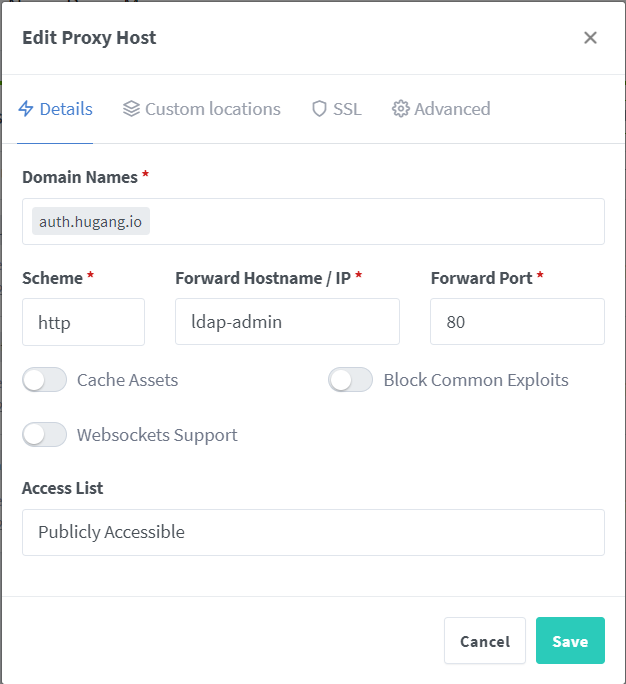 Edit Proxy Host
Details Custom locations SSL Advanced
Domain Names *
auth.hugang.io
Scheme * Forward Hostname / IP * Forward Port *
http ldap-admin 80
Cache Assets Block Common Exploits
Websockets Support
Access List
Publicly Accessible
Cancel Save